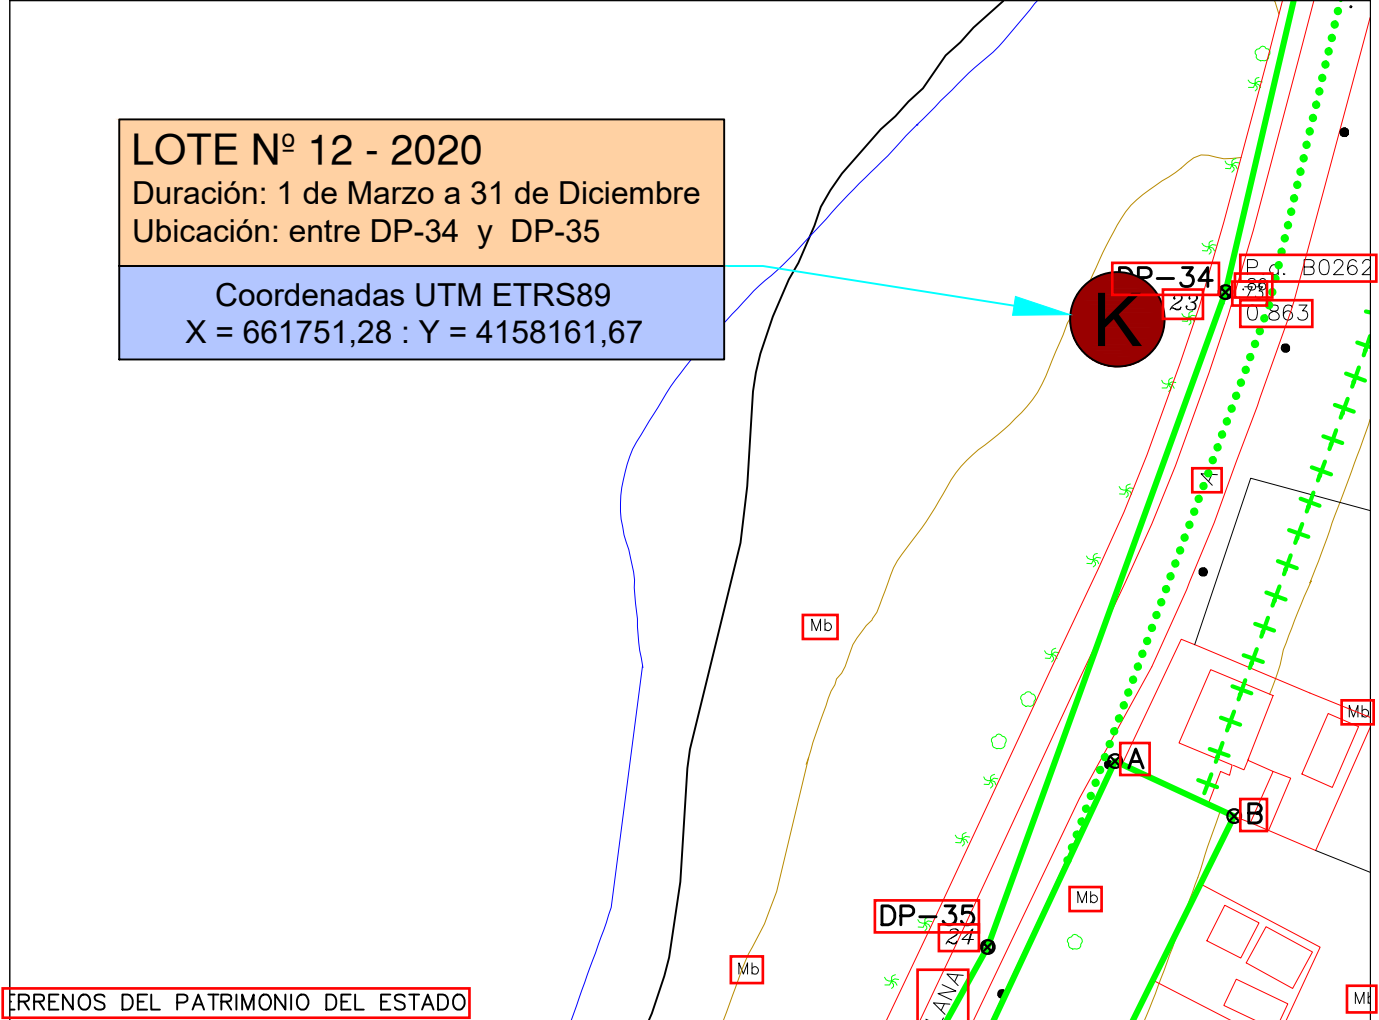 LOTE Nº 12 - 2020
Duración: 1 de Marzo a 31 de Diciembre
Ubicación: entre DP-34 y DP-35
Coordenadas UTM ETRS89
X = 661751,28 : Y = 4158161,67
DP-34
23
K
B0262
0.863
A
Mb
Mb
A
B
Mb
DP-35
24
Mb
ANA
ERRENOS DEL PATRIMONIO DEL ESTADO